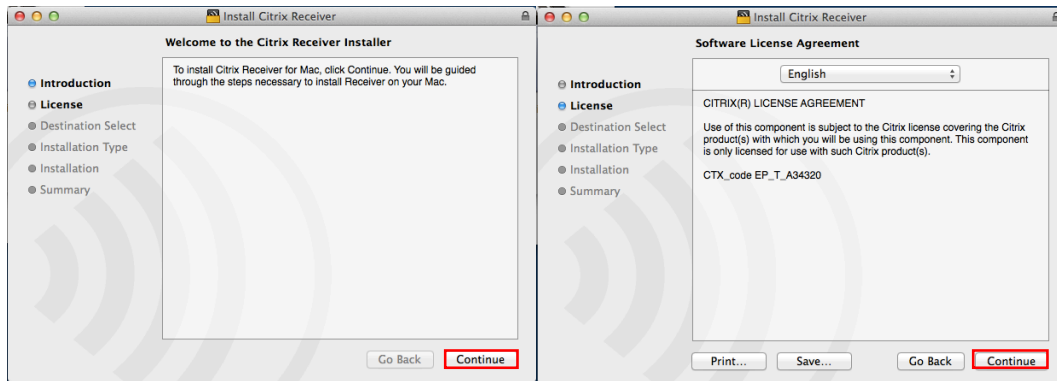 Install Citrix Receiver
Welcome to the Citrix Receiver Installer
Introduction
License
Destination Select
Installation Type
Installation
Summary
To install Citrix Receiver for Mac, click Continue. You will be guided
through the steps necessary to install Receiver on your Mac.
Go Back
Continue
Install Citrix Receiver
Software License Agreement
Introduction
License
Destination Select
Installation Type
Installation
Summary
English
CITRIX(R) LICENSE AGREEMENT
Use of this component is subject to the Citrix license covering the Citrix
product(s) with which you will be using this component. This component
is only licensed for use with such Citrix product(s).
CTX_code EP_T_A34320
Print...
Save...
Go Back
Continue